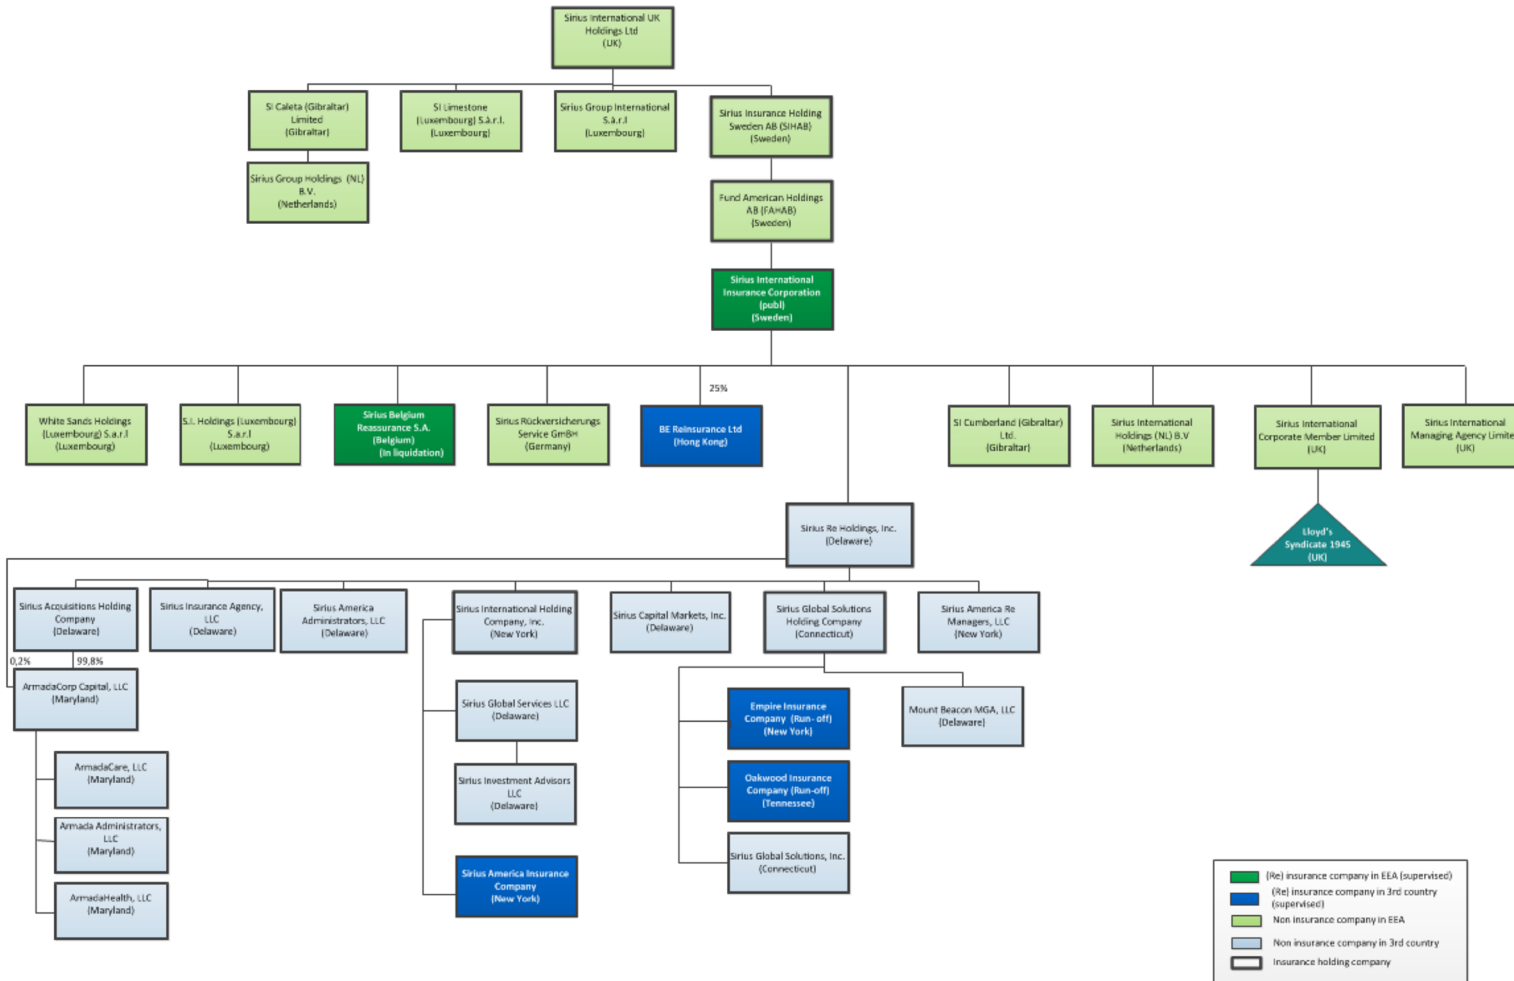 Sirius International UK
Holdings Ltd
(UK)
SI Caleta (Gibraltar)
Limited
(Gibraltar)
SI Limestone
(Luxembourg) S.à.r.l.
(Luxembourg)
Sirius Group International
S.à.r.l
(Luxembourg)
Sirius Insurance Holding
Sweden AB (SIHAB)
(Sweden)
Sirius Group Holdings (NL)
B.V.
(Netherlands)
Fund American Holdings
AB (FAHAB)
(Sweden)
Sirius International
Insurance Corporation
(publ)
(Sweden)
25%
White Sands Holdings
(Luxembourg) S.a.r.l
(Luxembourg)
S.I. Holdings (Luxembourg)
S.a.r.l
(Luxembourg)
Sirius Belgium
Reassurance S.A.
(Belgium)
(In liquidation)
Sirius Rückversicherungs
Service GmBH
(Germany)
BE Reinsurance Ltd
(Hong Kong)
SI Cumberland (Gibraltar)
Ltd.
(Gibraltar)
Sirius International
Holdings (NL) B.V
(Netherlands)
Sirius International
Corporate Member Limited
(UK)
Sirius International
Managing Agency Limite
(UK)
Lloyd's
Syndicate 1945
(UK)
Sirius Re Holdings, Inc.
(Delaware)
Sirius Acquisitions Holding
Company
(Delaware)
Sirius Insurance Agency,
LLC
(Delaware)
Sirius America
Administrators, LLC
(Delaware)
Sirius International Holding
Company, Inc.
(New York)
Sirius Capital Markets, Inc.
(Delaware)
Sirius Global Solutions
Holding Company
(Connecticut)
Sirius America Re
Managers, LLC
(New York)
0,2%
99,8%
ArmadaCorp Capital, LLC
(Maryland)
Sirius Global Services LLC
(Delaware)
Empire Insurance
Company (Run- off)
(New York)
Mount Beacon MGA, LLC
(Delaware)
ArmadaCare, LLC
(Maryland)
Sirius Investment Advisors
LLC
(Delaware)
Oakwood Insurance
Company (Run-off)
(Tennessee)
Armada Administrators,
LLC
(Maryland)
Sirius Global Solutions, Inc.
(Connecticut)
ArmadaHealth, LLC
(Maryland)
Sirius America Insurance
Company
(New York)
(Re) insurance company in EEA (supervised)
(Re) insurance company in 3rd country
(supervised)
Non insurance company in EEA
Non insurance company in 3rd country
Insurance holding company